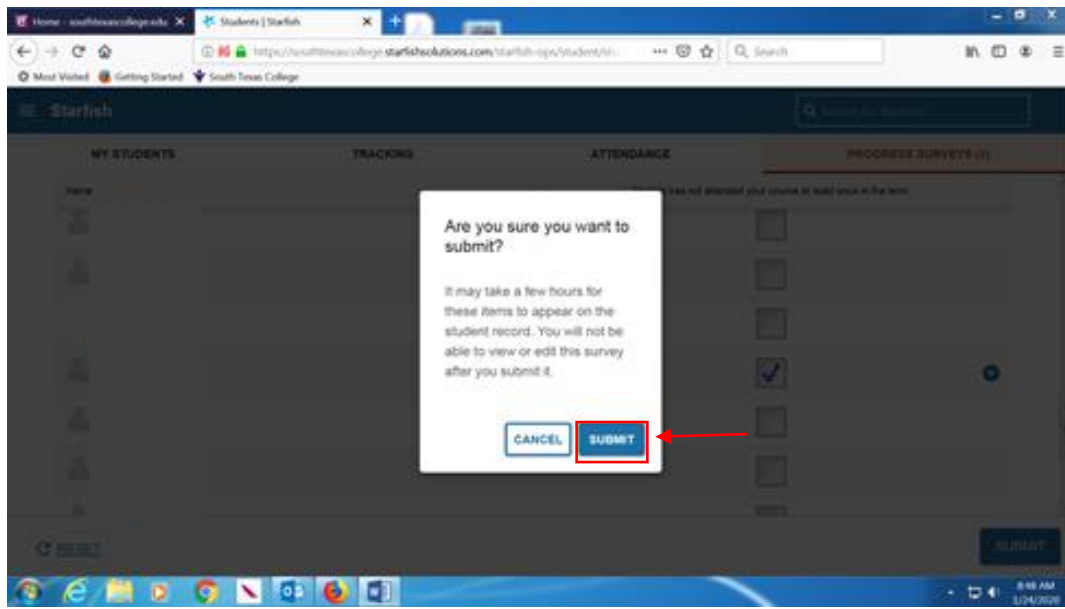 Home - southtexascollege.edu
Students | Starfish
https://southtexascollege.starfishsolutions.com/starfish-ops/student/
Search
Most Visited Getting Started South Texas College
Starfish
MY STUDENTS TRACKING ATTENDANCE PROGRESS SURVEYS
Name
has not attended your course at least once in the term
Are you sure you want to
submit?
It may take a few hours for
these items to appear on the
student record. You will not be
able to view or edit this survey
after you submit it.
CANCEL SUBMIT
RESET
SUBMIT
8:48 AM
1/24/2020